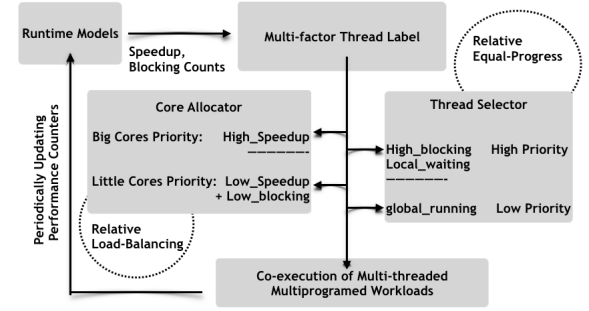 Runtime Models
Speedup,
Blocking Counts
Multi-factor Thread Label
Relative
Equal-Progress
Core Allocator
Big Cores Priority: High_Speedup
Little Cores Priority: Low_Speedup
+ Low_blocking
Thread Selector
High_blocking High Priority
Local_waiting
global_running Low Priority
Relative
Load-Balancing
Periodically Updating
Performance Counters
Co-execution of Multi-threaded
Multiprogramed Workloads